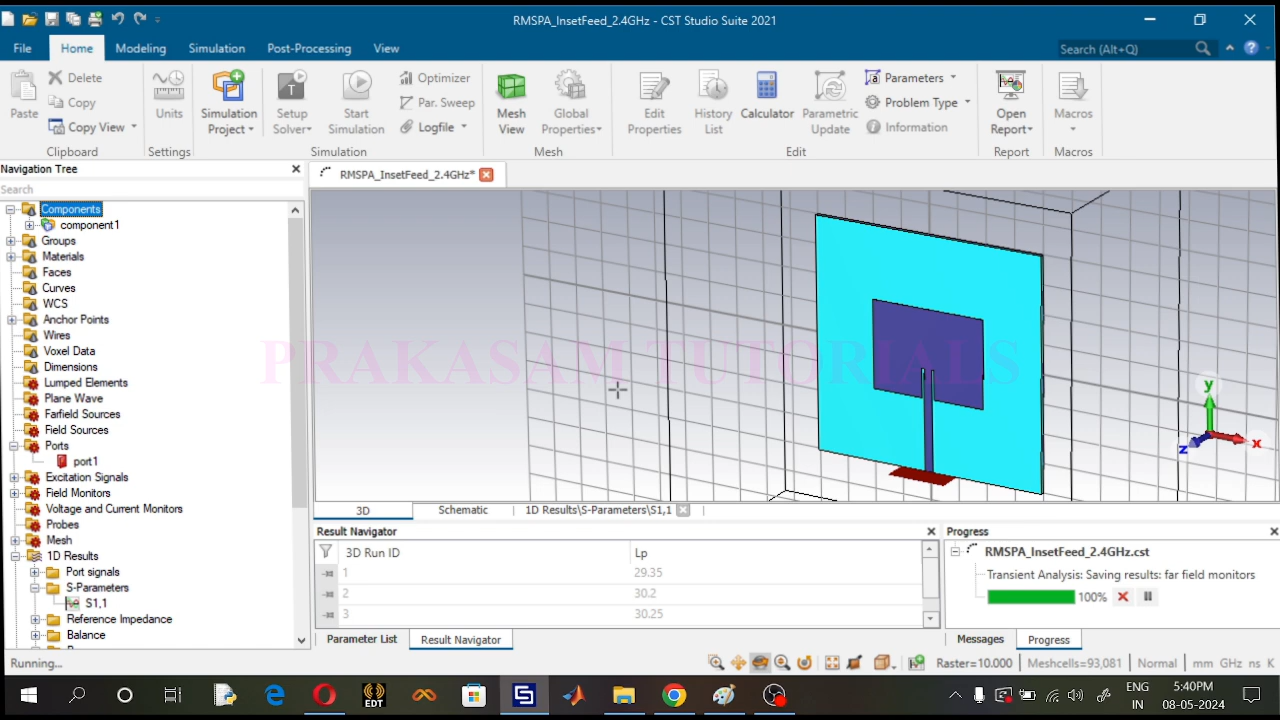 RMSPA_InsetFeed_2.4GHz - CST Studio Suite 2021
File Home Modeling Simulation Post-Processing View Search (Alt+Q)
Paste Delete Copy Copy View Units Simulation Project Setup Solver Start Simulation Optimizer Par. Sweep Logfile Mesh View Global Properties Edit Properties History List Calculator Parametric Update Parameters Problem Type Information Open Report Macros
Clipboard Settings Simulation Mesh Edit Report Macros
Navigation Tree
RMSPA_InsetFeed_2.4GHz*
Search
Components
component1
Groups
Materials
Faces
Curves
WCS
Anchor Points
Wires
Voxel Data
Dimensions
Lumped Elements
Plane Wave
Farfield Sources
Field Sources
Ports
port1
Excitation Signals
Field Monitors
Voltage and Current Monitors
Probes
Mesh
1D Results
Port signals
S-Parameters
S1,1
Reference Impedance
Balance
PRAKASAM TUTORIALS
y
x
z
3D Schematic 1D Results\S-Parameters\S1,1
Result Navigator
3D Run ID Lp
1 29.35
2 30.2
3 30.25
Parameter List Result Navigator
Progress
RMSPA_InsetFeed_2.4GHz.cst
Transient Analysis: Saving results: far field monitors
100%
Messages Progress
Running... Raster=10.000 Meshcells=93,081 Normal mm GHz ns K
EDT
ENG
IN
5:40PM
08-05-2024